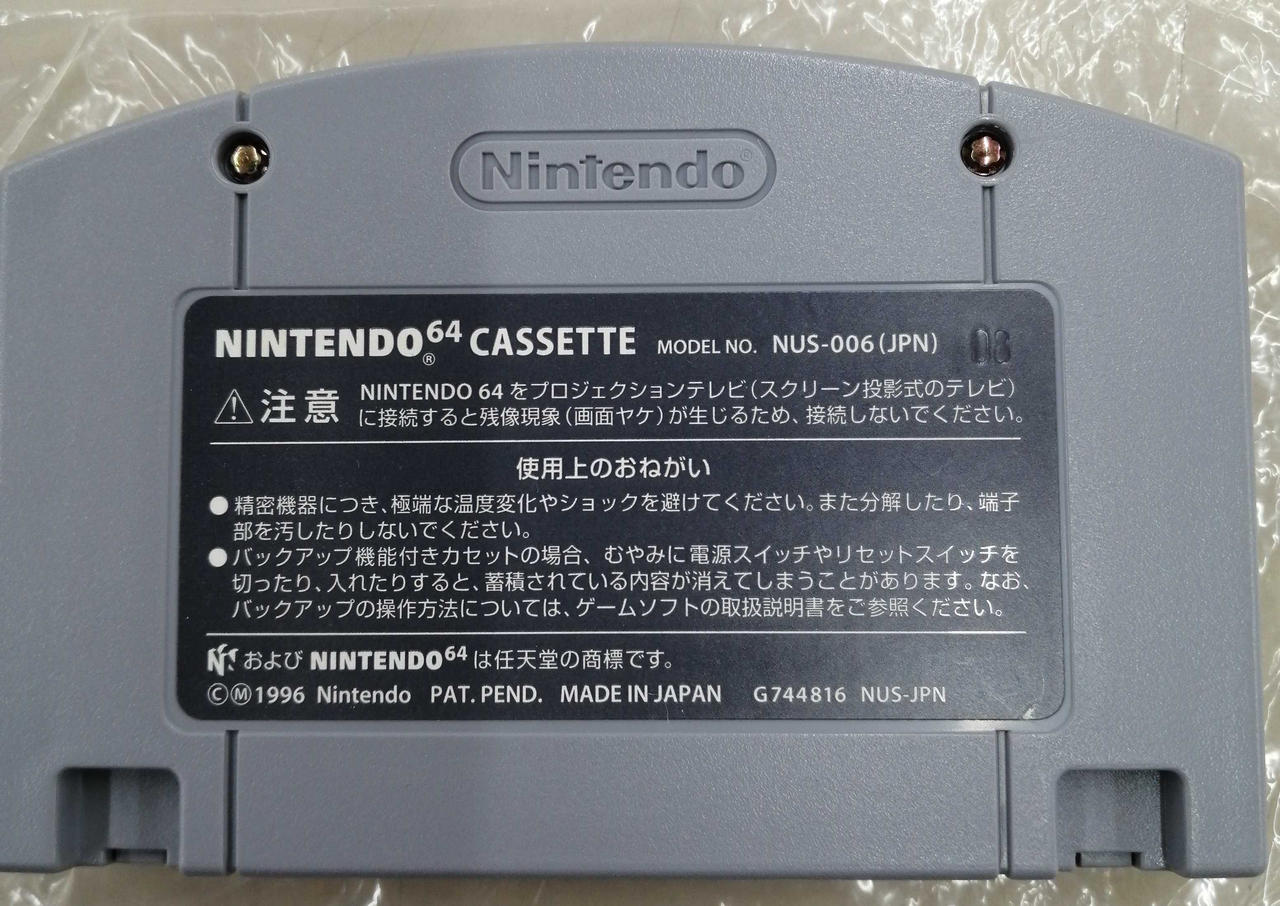 Nintendo®
NINTENDO64® CASSETTE MODEL NO. NUS-006(JPN) 08
⚠注意 NINTENDO 64 をプロジェクションテレビ(スクリーン投影式のテレビ)
に接続すると残像現象(画面ヤケ)が生じるため、接続しないでください。
使用上のおねがい
●精密機器につき、極端な温度変化やショックを避けてください。また分解したり、端子
部を汚したりしないでください。
●バックアップ機能付きカセットの場合、むやみに電源スイッチやリセットスイッチを
切ったり、入れたりすると、蓄積されている内容が消えてしまうことがあります。なお、
バックアップの操作方法については、ゲームソフトの取扱説明書をご参照ください。
および NINTENDO64 は任天堂の商標です。
©Ⓜ1996 Nintendo PAT. PEND. MADE IN JAPAN G744816 NUS-JPN